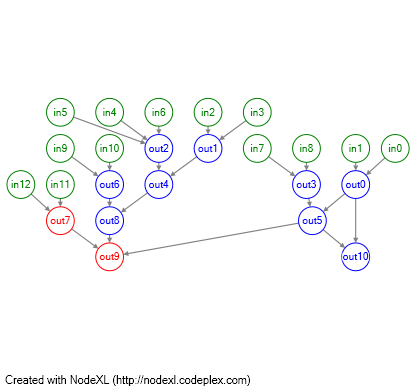 in5 in4 in6 in2 in3
in9 in10 out2 out1 in7 in8 in1 in0
in12 in11 out6 out4 out3 out0
out7 out8 out5
out9 out10
Created with NodeXL (http://nodexl.codeplex.com)